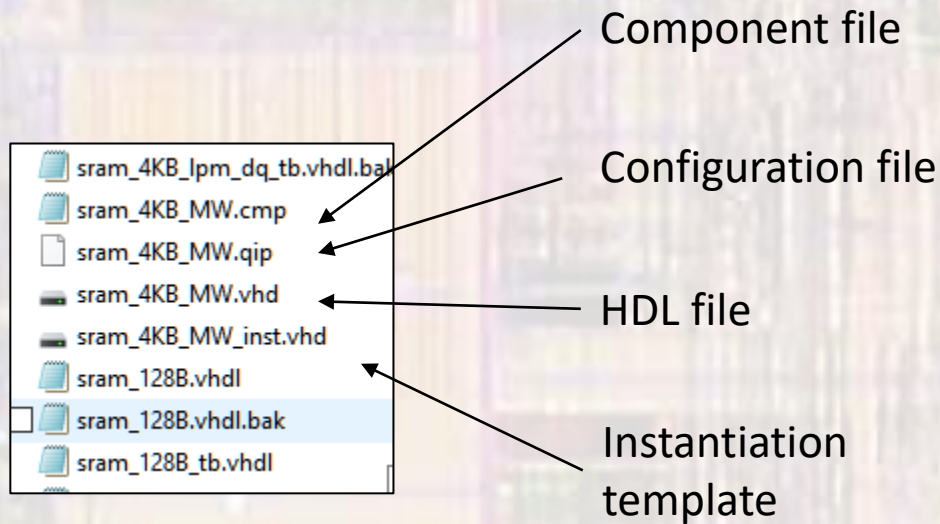 Component file
Configuration file
HDL file
Instantiation
template
sram_4KB_lpm_dq_tb.vhdl.bak
sram_4KB_MW.cmp
sram_4KB_MW.qip
sram_4KB_MW.vhd
sram_4KB_MW_inst.vhd
sram_128B.vhdl
sram_128B.vhdl.bak
sram_128B_tb.vhdl